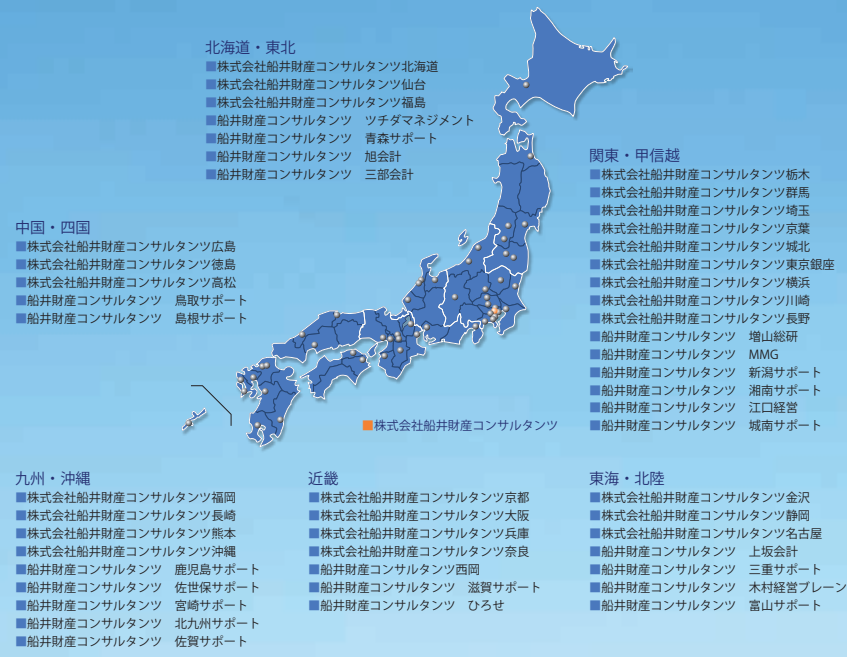 北海道・東北
■株式会社船井財産コンサルタンツ北海道
■株式会社船井財産コンサルタンツ仙台
■株式会社船井財産コンサルタンツ福島
■船井財産コンサルタンツ　ツチダマネジメント
■船井財産コンサルタンツ　青森サポート
■船井財産コンサルタンツ　旭会計
■船井財産コンサルタンツ　三部会計
関東・甲信越
■株式会社船井財産コンサルタンツ栃木
■株式会社船井財産コンサルタンツ群馬
■株式会社船井財産コンサルタンツ埼玉
■株式会社船井財産コンサルタンツ京葉
■株式会社船井財産コンサルタンツ城北
■株式会社船井財産コンサルタンツ東京銀座
■株式会社船井財産コンサルタンツ横浜
■株式会社船井財産コンサルタンツ川崎
■株式会社船井財産コンサルタンツ長野
■船井財産コンサルタンツ　増山総研
■船井財産コンサルタンツ　MMG
■船井財産コンサルタンツ　新潟サポート
■船井財産コンサルタンツ　湘南サポート
■船井財産コンサルタンツ　江口経営
■船井財産コンサルタンツ　城南サポート
中国・四国
■株式会社船井財産コンサルタンツ広島
■株式会社船井財産コンサルタンツ徳島
■株式会社船井財産コンサルタンツ高松
■船井財産コンサルタンツ　鳥取サポート
■船井財産コンサルタンツ　島根サポート
■株式会社船井財産コンサルタンツ
九州・沖縄
■株式会社船井財産コンサルタンツ福岡
■株式会社船井財産コンサルタンツ長崎
■株式会社船井財産コンサルタンツ熊本
■株式会社船井財産コンサルタンツ沖縄
■船井財産コンサルタンツ　鹿児島サポート
■船井財産コンサルタンツ　佐世保サポート
■船井財産コンサルタンツ　宮崎サポート
■船井財産コンサルタンツ　北九州サポート
■船井財産コンサルタンツ　佐賀サポート
近畿
■株式会社船井財産コンサルタンツ京都
■株式会社船井財産コンサルタンツ大阪
■株式会社船井財産コンサルタンツ兵庫
■株式会社船井財産コンサルタンツ奈良
■船井財産コンサルタンツ西岡
■船井財産コンサルタンツ　滋賀サポート
■船井財産コンサルタンツ　ひろせ
東海・北陸
■株式会社船井財産コンサルタンツ金沢
■株式会社船井財産コンサルタンツ静岡
■株式会社船井財産コンサルタンツ名古屋
■船井財産コンサルタンツ　上坂会計
■船井財産コンサルタンツ　三重サポート
■船井財産コンサルタンツ　木村経営ブレーン
■船井財産コンサルタンツ　富山サポート